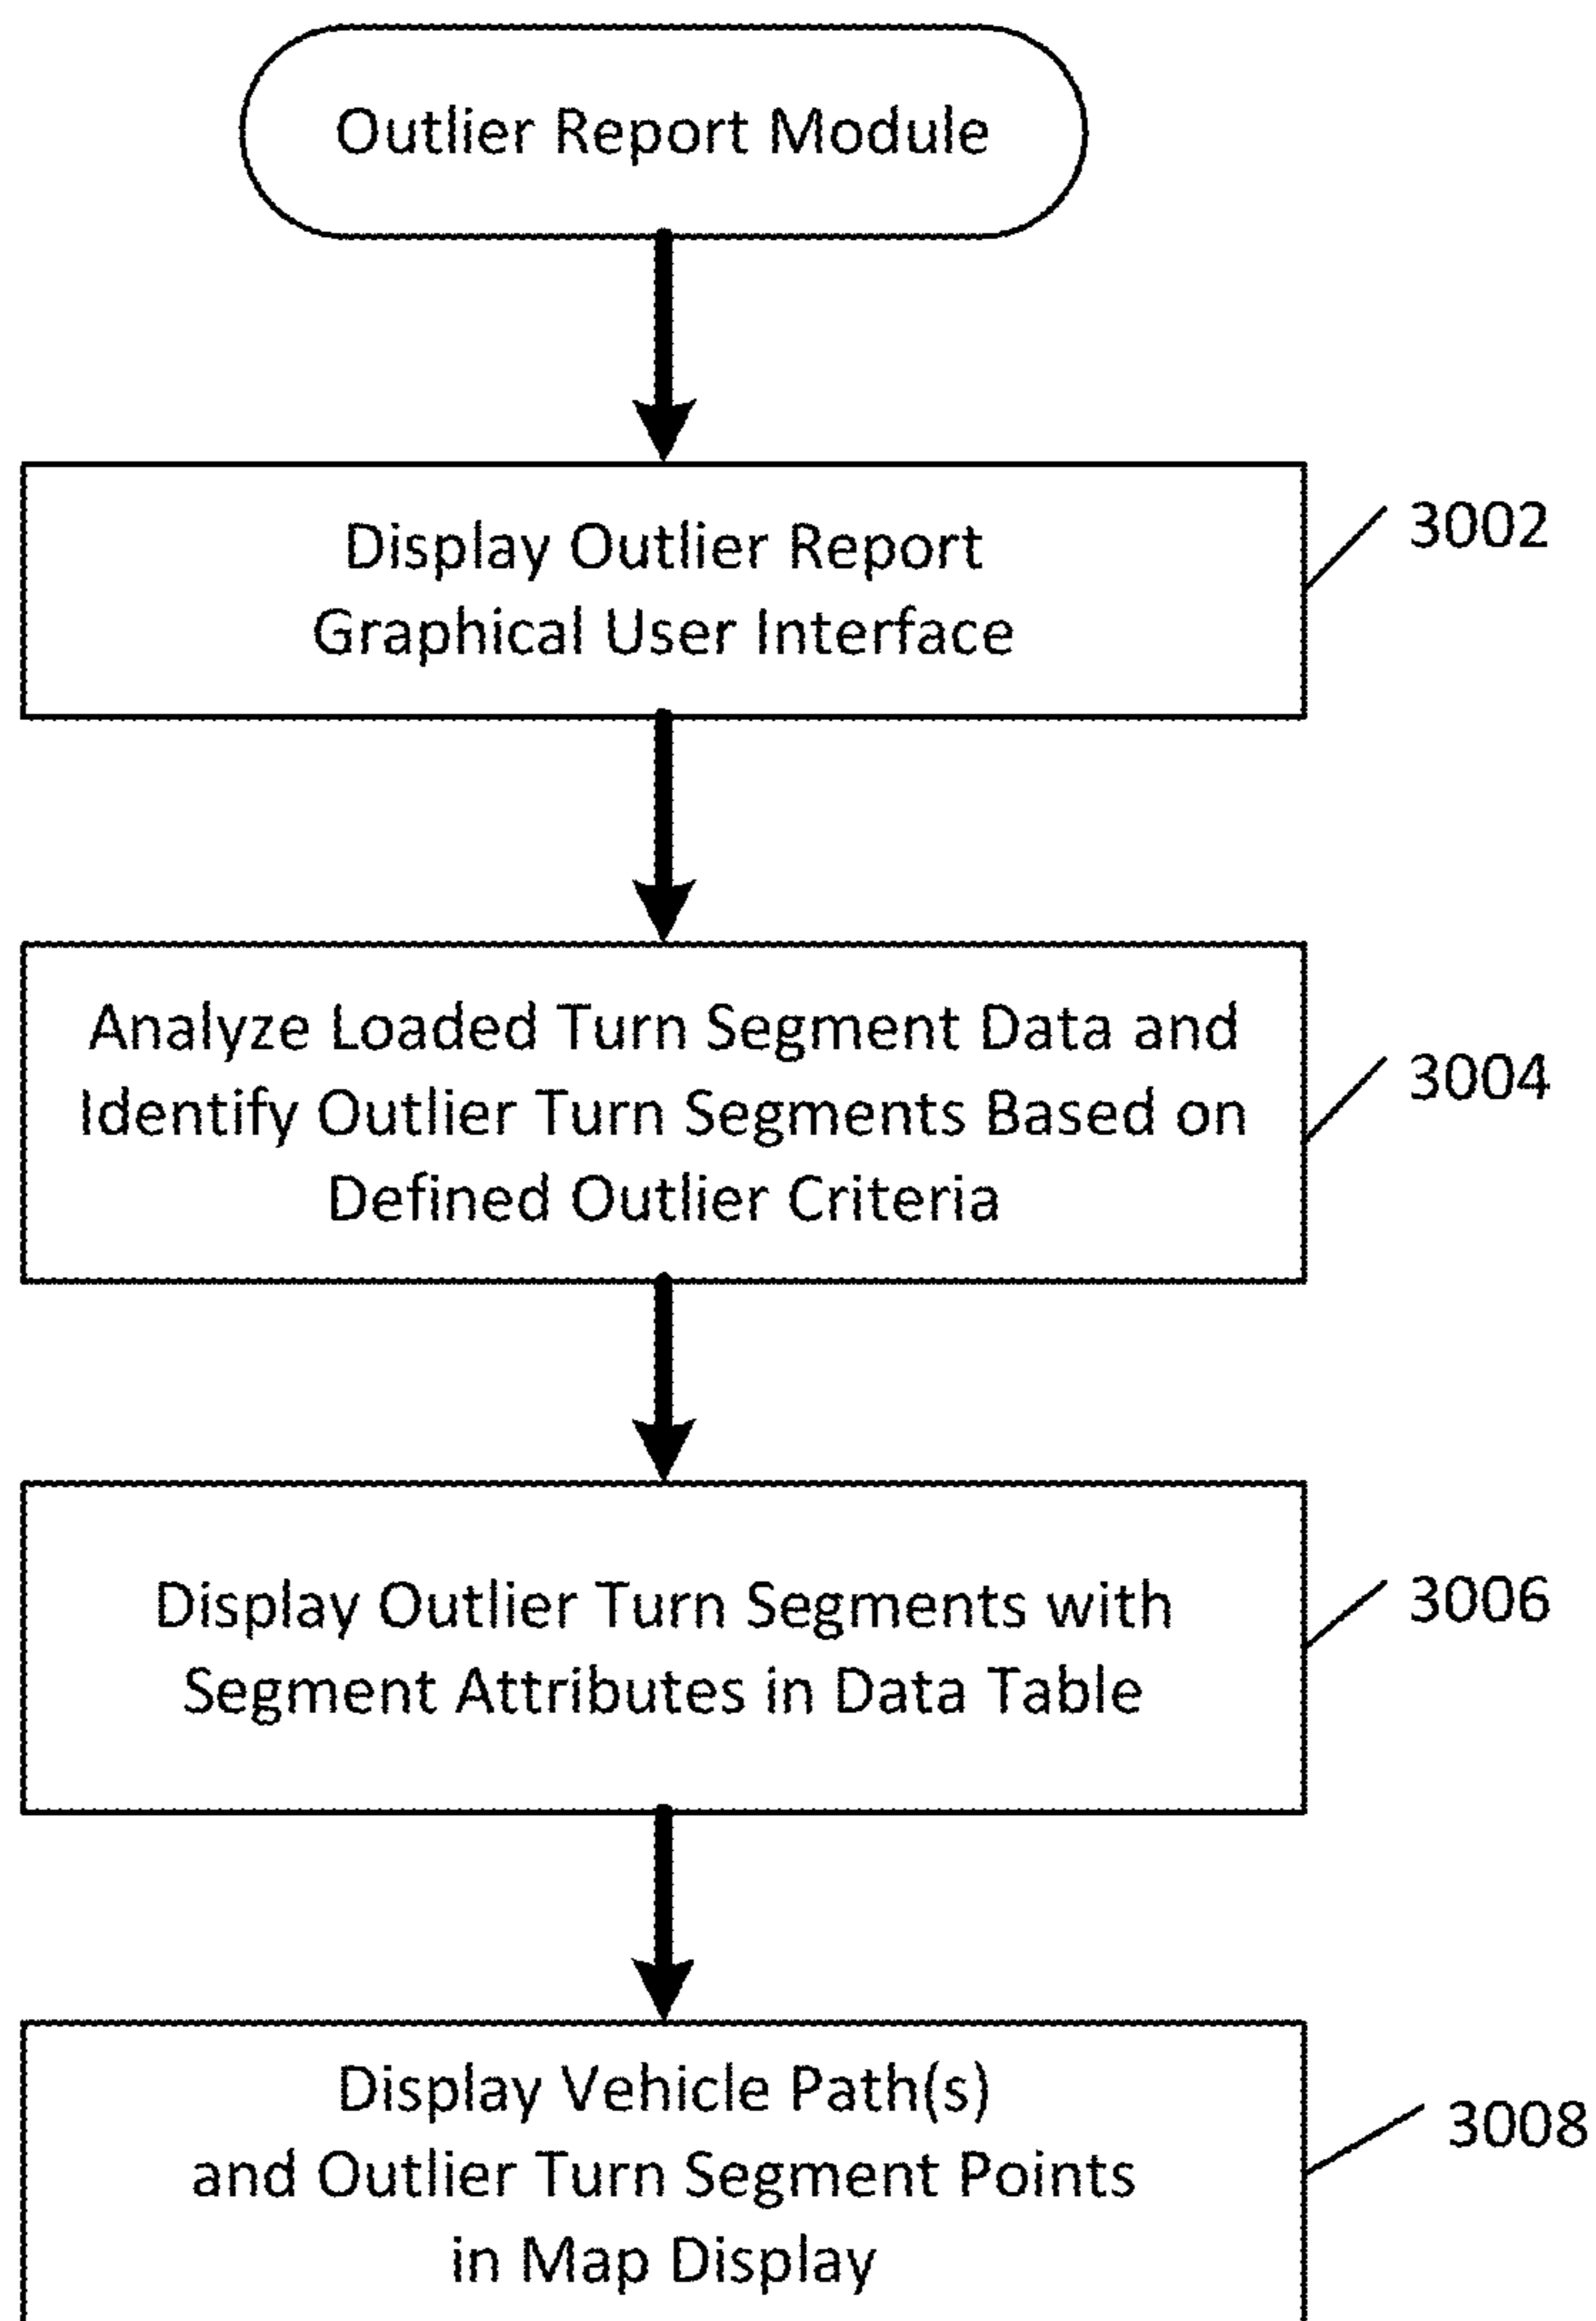 Outlier Report Module
Display Outlier Report
Graphical User Interface
3002
Analyze Loaded Turn Segment Data and
Identify Outlier Turn Segments Based on
Defined Outlier Criteria
3004
Display Outlier Turn Segments with
Segment Attributes in Data Table
3006
Display Vehicle Path(s)
and Outlier Turn Segment Points
in Map Display
3008